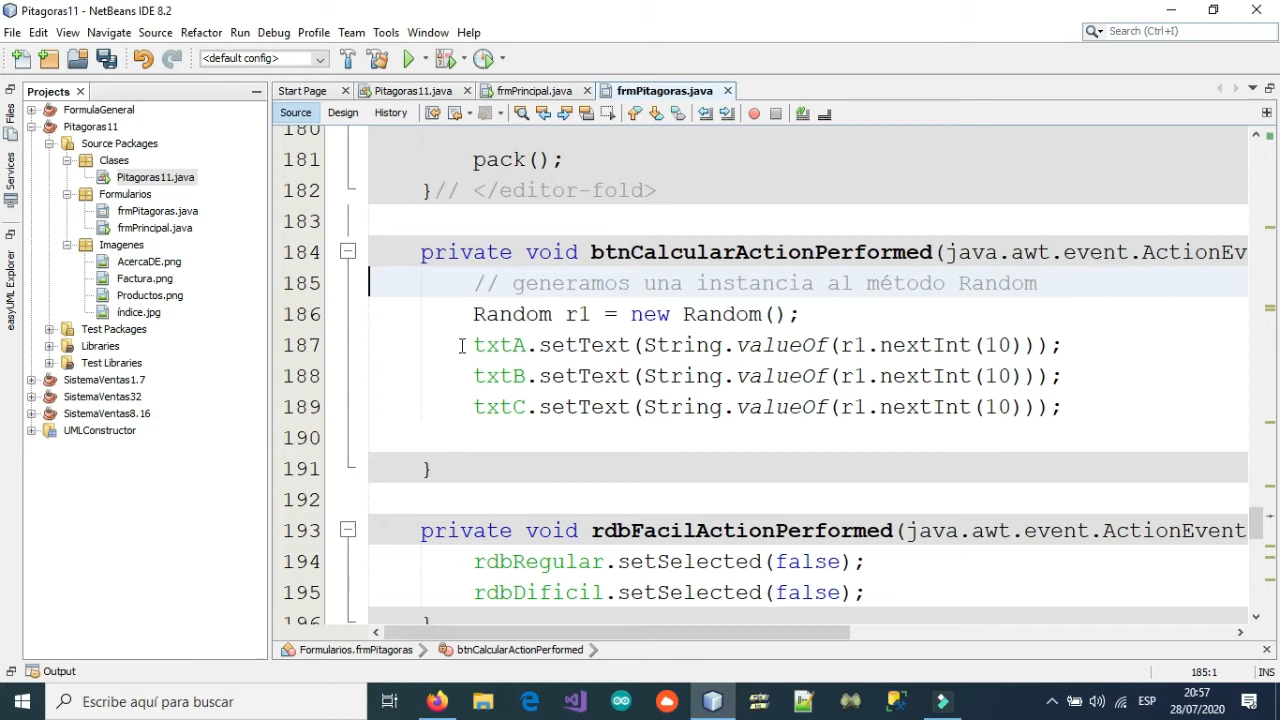 Pitagoras11 - NetBeans IDE 8.2
File Edit View Navigate Source Refactor Run Debug Profile Team Tools Window Help
Search (Ctrl+I)
<default config>
Projects
Start Page
Pitagoras11.java
frmPrincipal.java
frmPitagoras.java
Source Design History
Files
Services
easyUML Explorer
FormulaGeneral
Pitagoras11
Source Packages
Clases
Pitagoras11.java
Formularios
frmPitagoras.java
frmPrincipal.java
Imagenes
AcercaDE.png
Factura.png
Productos.png
índice.jpg
Test Packages
Libraries
Test Libraries
SistemaVentas1.7
SistemaVentas32
SistemaVentas8.16
UMLConstructor
180
181 pack();
182 }// </editor-fold>
183
184 private void btnCalcularActionPerformed(java.awt.event.ActionEv
185 // generamos una instancia al método Random
186 Random r1 = new Random();
187 txtA.setText(String.valueOf(r1.nextInt(10)));
188 txtB.setText(String.valueOf(r1.nextInt(10)));
189 txtC.setText(String.valueOf(r1.nextInt(10)));
190
191 }
192
193 private void rdbFacilActionPerformed(java.awt.event.ActionEvent
194 rdbRegular.setSelected(false);
195 rdbDificil.setSelected(false);
196 }
Formularios.frmPitagoras btnCalcularActionPerformed
Output
185:1 INS
Escribe aquí para buscar
ESP
20:57
28/07/2020